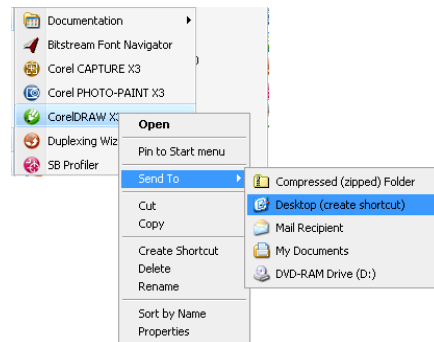 Documentation
Bitstream Font Navigator
Corel CAPTURE X3
Corel PHOTO-PAINT X3
CorelDRAW X3
Duplexing Wiz
SB Profiler
Open
Pin to Start menu
Send To
Cut
Copy
Create Shortcut
Delete
Rename
Sort by Name
Properties
Compressed (zipped) Folder
Desktop (create shortcut)
Mail Recipient
My Documents
DVD-RAM Drive (D:)